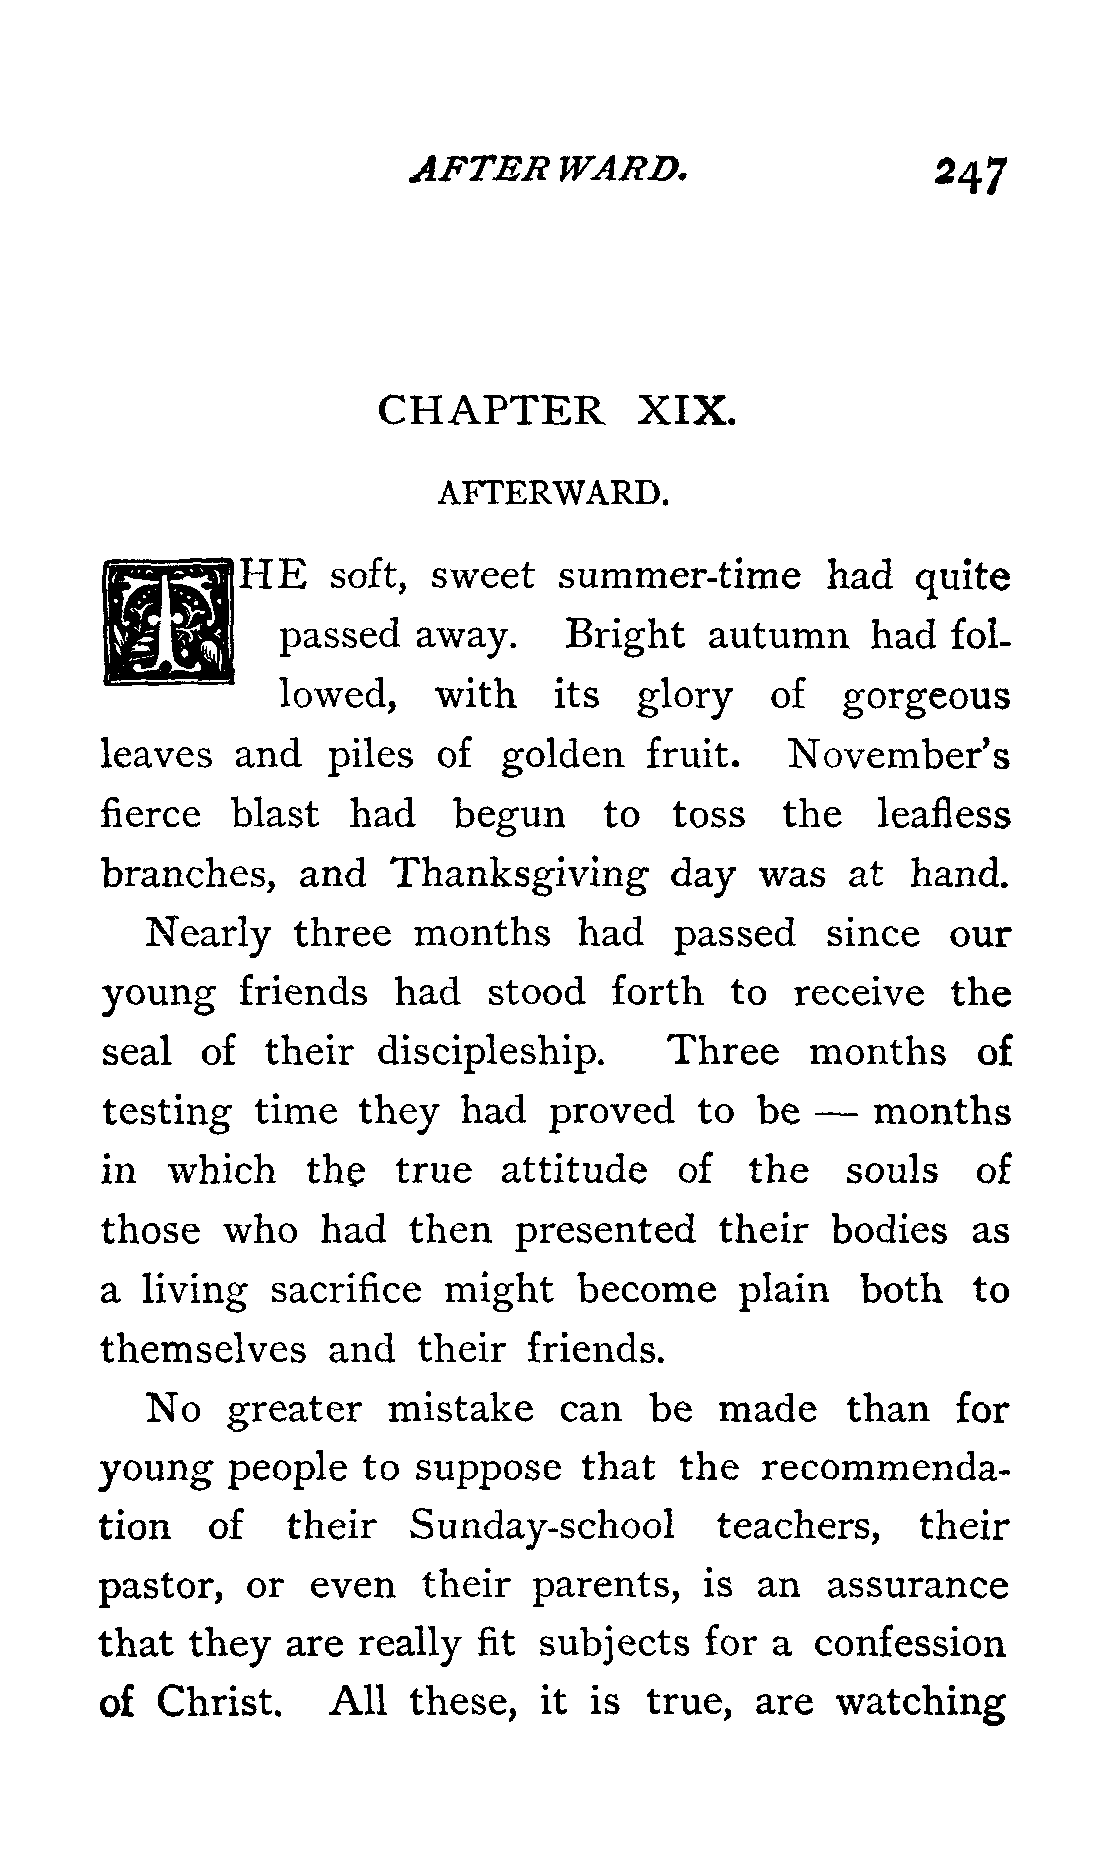 AFTERWARD. 247
CHAPTER XIX.
AFTERWARD.
THE soft, sweet summer-time had quite
passed away. Bright autumn had fol-
lowed, with its glory of gorgeous
leaves and piles of golden fruit. November's
fierce blast had begun to toss the leafless
branches, and Thanksgiving day was at hand.
Nearly three months had passed since our
young friends had stood forth to receive the
seal of their discipleship. Three months of
testing time they had proved to be — months
in which the true attitude of the souls of
those who had then presented their bodies as
a living sacrifice might become plain both to
themselves and their friends.
No greater mistake can be made than for
young people to suppose that the recommenda-
tion of their Sunday-school teachers, their
pastor, or even their parents, is an assurance
that they are really fit subjects for a confession
of Christ. All these, it is true, are watching